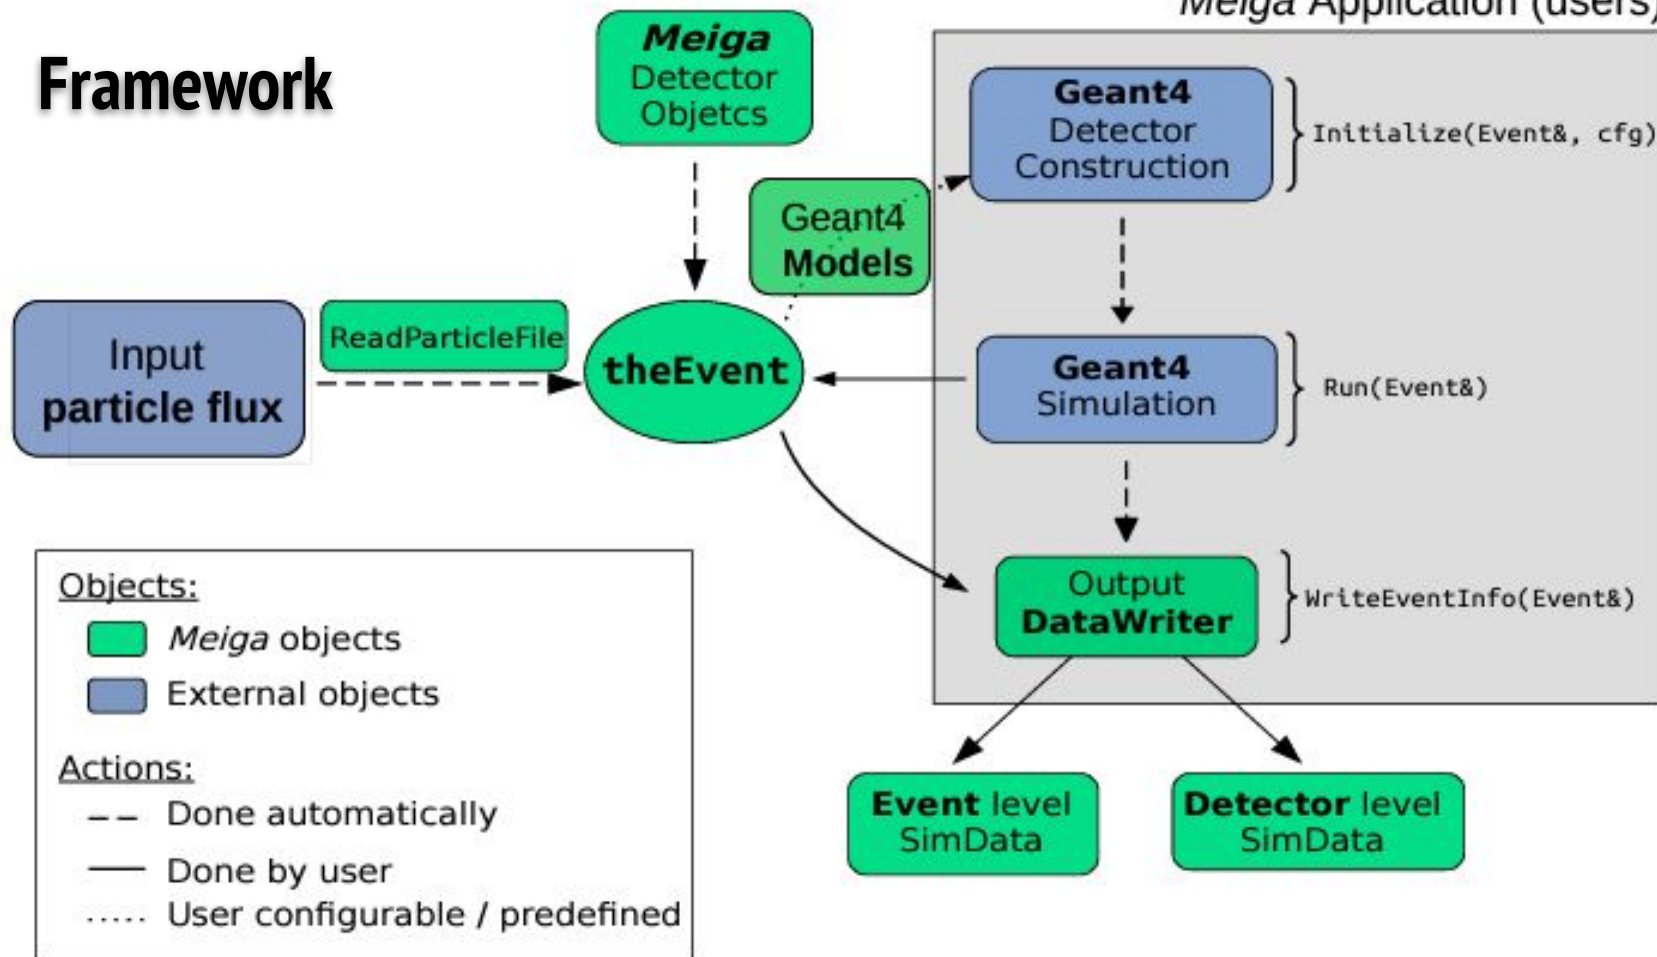 Framework
Meiga Application (users)
Meiga
Detector
Objetcs
Geant4
Detector
Construction
Initialize(Event&, cfg)
Geant4
Models
Input
particle flux
ReadParticleFile
theEvent
Geant4
Simulation
Run(Event&)
Output
DataWriter
WriteEventInfo(Event&)
Event level
SimData
Detector level
SimData
Objects:
Meiga objects
External objects
Actions:
Done automatically
Done by user
User configurable / predefined